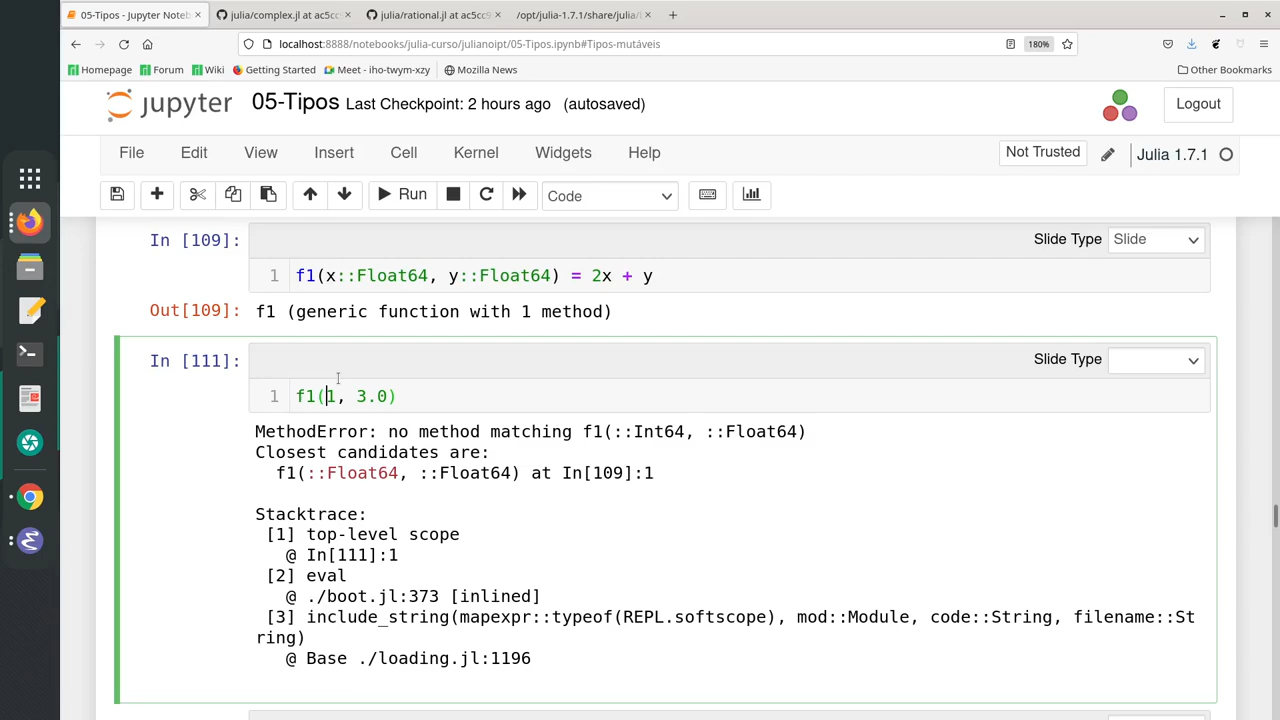 05-Tipos - Jupyter Noteb
julia/complex.jl at ac5cc
julia/rational.jl at ac5cc
/opt/julia-1.7.1/share/julia/
localhost:8888/notebooks/julia-curso/julianoipt/05-Tipos.ipynb#Tipos-mutáveis
180%
Homepage Forum Wiki Getting Started Meet - iho-twym-xzy Mozilla News Other Bookmarks
jupyter 05-Tipos Last Checkpoint: 2 hours ago (autosaved) Logout
File Edit View Insert Cell Kernel Widgets Help Not Trusted Julia 1.7.1
Run Code
In [109]: Slide Type Slide
1 f1(x::Float64, y::Float64) = 2x + y
Out[109]: f1 (generic function with 1 method)
In [111]: Slide Type
1 f1(1, 3.0)
MethodError: no method matching f1(::Int64, ::Float64)
Closest candidates are:
f1(::Float64, ::Float64) at In[109]:1
Stacktrace:
[1] top-level scope
@ In[111]:1
[2] eval
@ ./boot.jl:373 [inlined]
[3] include_string(mapexpr::typeof(REPL.softscope), mod::Module, code::String, filename::St
ring)
@ Base ./loading.jl:1196